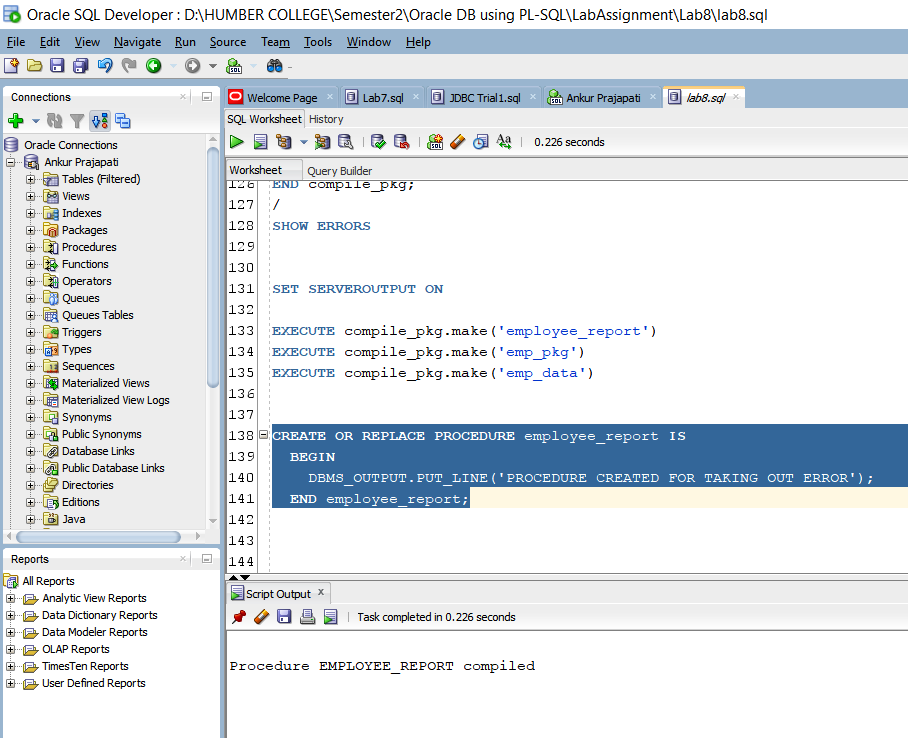 Oracle SQL Developer : D:\HUMBER COLLEGE\Semester2\Oracle DB using PL-SQL\LabAssignment\Lab8\lab8.sql
File Edit View Navigate Run Source Team Tools Window Help
Connections
Oracle Connections
Ankur Prajapati
Tables (Filtered)
Views
Indexes
Packages
Procedures
Functions
Operators
Queues
Queues Tables
Triggers
Types
Sequences
Materialized Views
Materialized View Logs
Synonyms
Public Synonyms
Database Links
Public Database Links
Directories
Editions
Java
Reports
All Reports
Analytic View Reports
Data Dictionary Reports
Data Modeler Reports
OLAP Reports
TimesTen Reports
User Defined Reports
Welcome Page Lab7.sql JDBC Trial1.sql Ankur Prajapati lab8.sql
SQL Worksheet History
0.226 seconds
Worksheet Query Builder
126 END compile_pkg;
127 /
128 SHOW ERRORS
129
130
131 SET SERVEROUTPUT ON
132
133 EXECUTE compile_pkg.make('employee_report')
134 EXECUTE compile_pkg.make('emp_pkg')
135 EXECUTE compile_pkg.make('emp_data')
136
137
138 CREATE OR REPLACE PROCEDURE employee_report IS
139 BEGIN
140 DBMS_OUTPUT.PUT_LINE('PROCEDURE CREATED FOR TAKING OUT ERROR');
141 END employee_report;
142
143
144
Script Output
Task completed in 0.226 seconds
Procedure EMPLOYEE_REPORT compiled